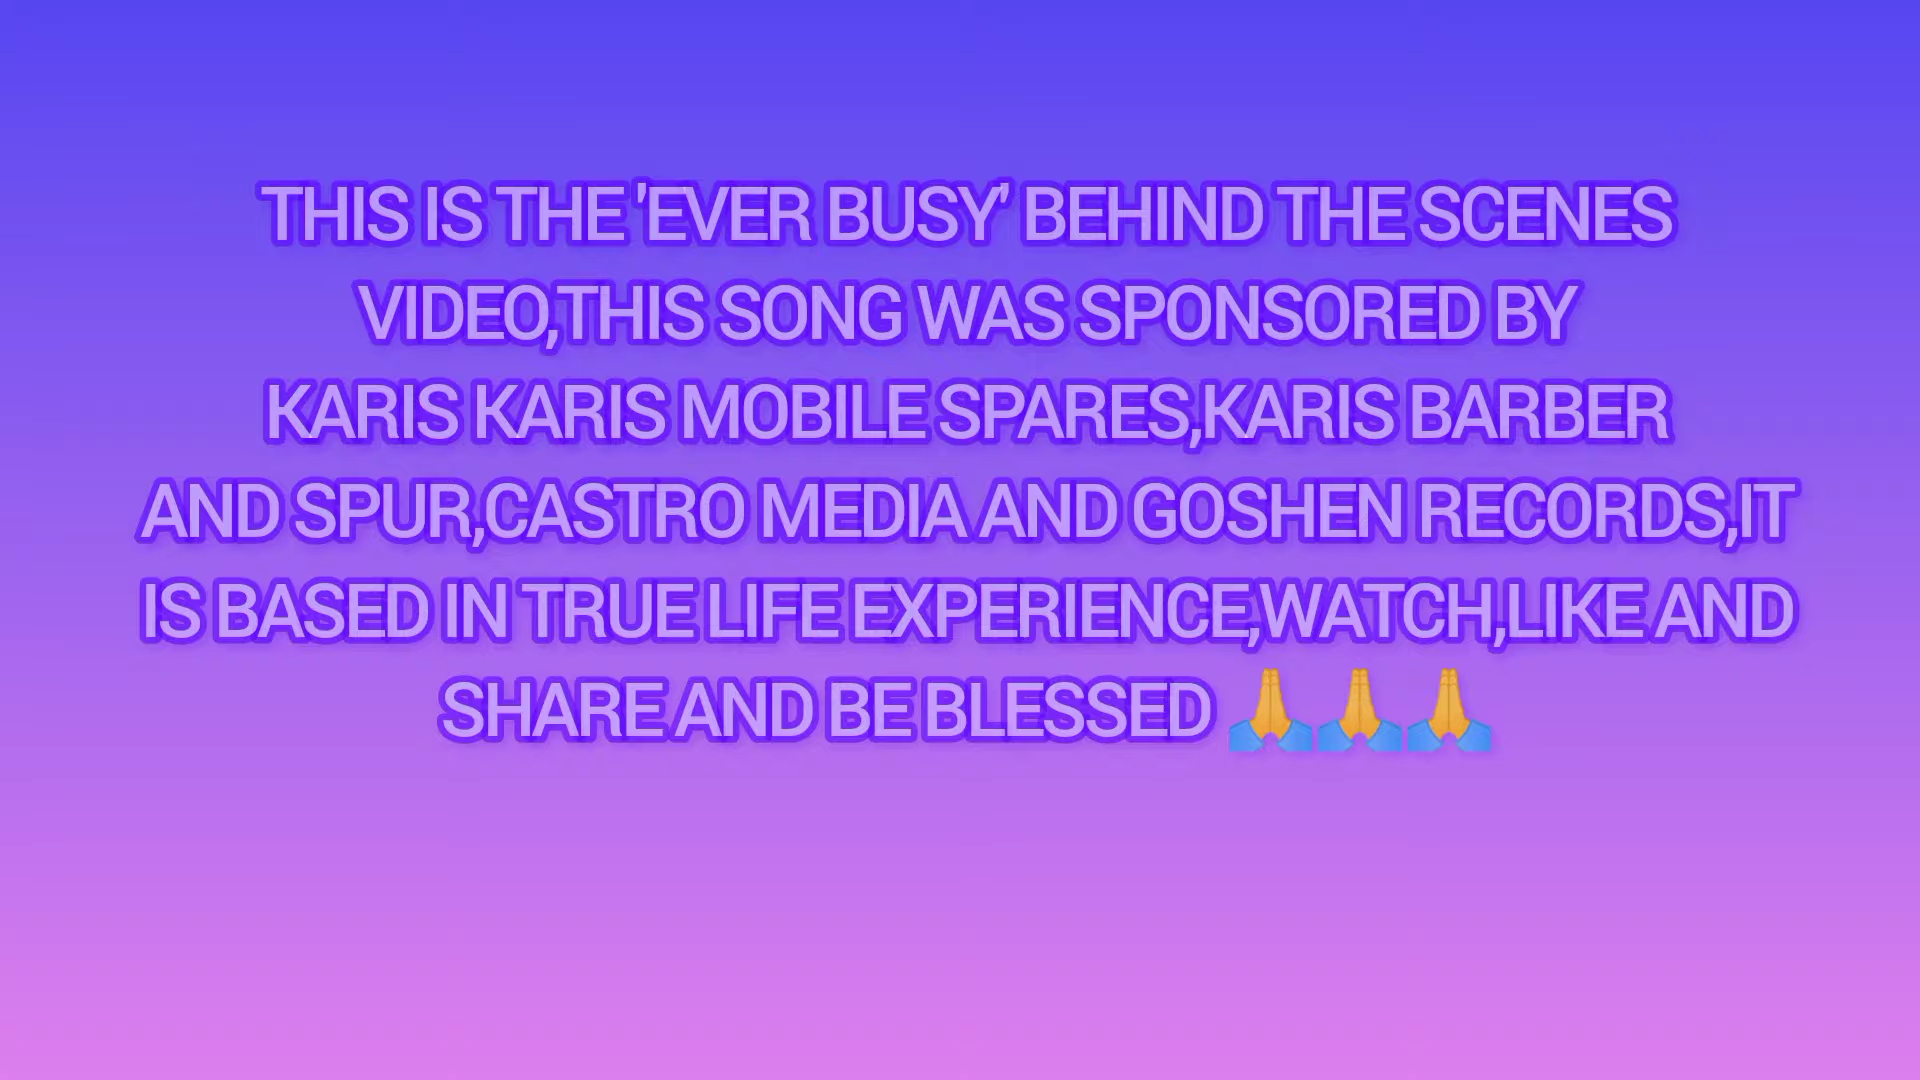 THIS IS THE 'EVER BUSY' BEHIND THE SCENES
VIDEO,THIS SONG WAS SPONSORED BY
KARIS KARIS MOBILE SPARES,KARIS BARBER
AND SPUR,CASTRO MEDIA AND GOSHEN RECORDS,IT
IS BASED IN TRUE LIFE EXPERIENCE,WATCH,LIKE AND
SHARE AND BE BLESSED 🙏🙏🙏